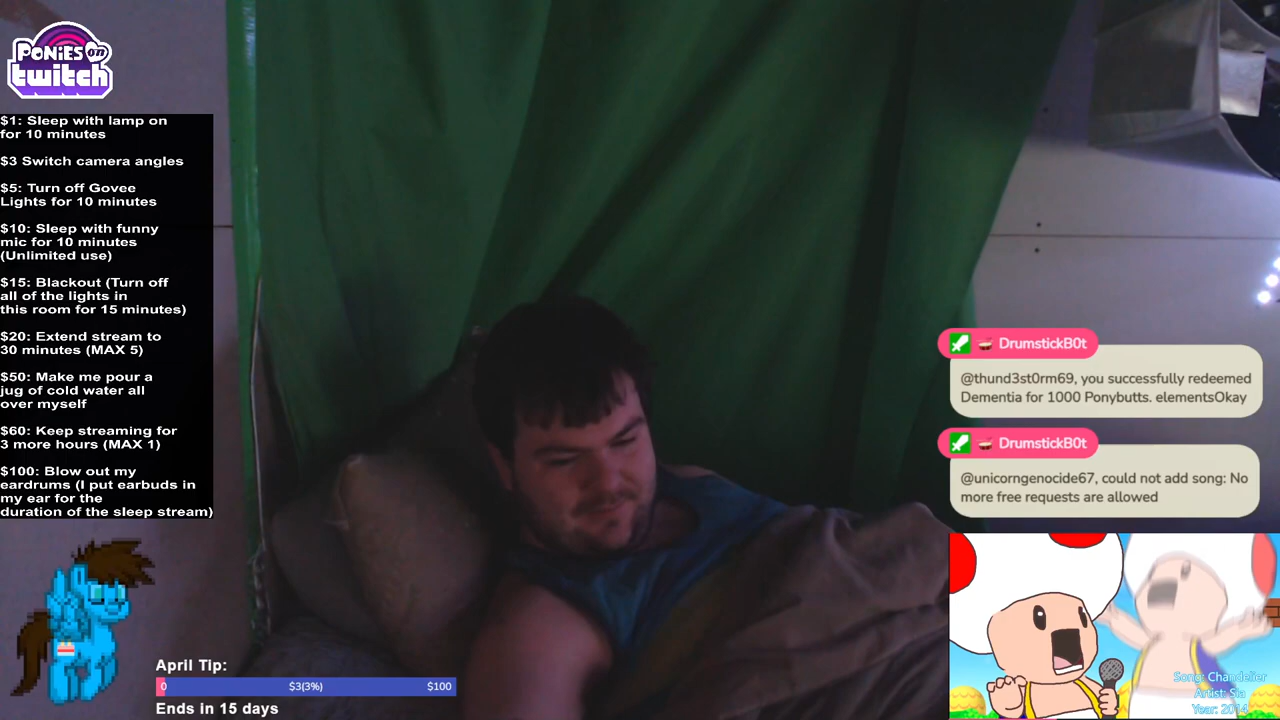 PONiES on
twitch
$1: Sleep with lamp on
for 10 minutes
$3 Switch camera angles
$5: Turn off Govee
Lights for 10 minutes
$10: Sleep with funny
mic for 10 minutes
(Unlimited use)
$15: Blackout (Turn off
all of the lights in
this room for 15 minutes)
$20: Extend stream to
30 minutes (MAX 5)
$50: Make me pour a
jug of cold water all
over myself
$60: Keep streaming for
3 more hours (MAX 1)
$100: Blow out my
eardrums (I put earbuds in
my ear for the
duration of the sleep stream)
April Tip:
0 $3(3%) $100
Ends in 15 days
DrumstickB0t
@thund3st0rm69, you successfully redeemed
Dementia for 1000 Ponybutts. elementsOkay
DrumstickB0t
@unicorngenocide67, could not add song: No
more free requests are allowed
Song: Chandelier
Artist: Sia
Year: 2014